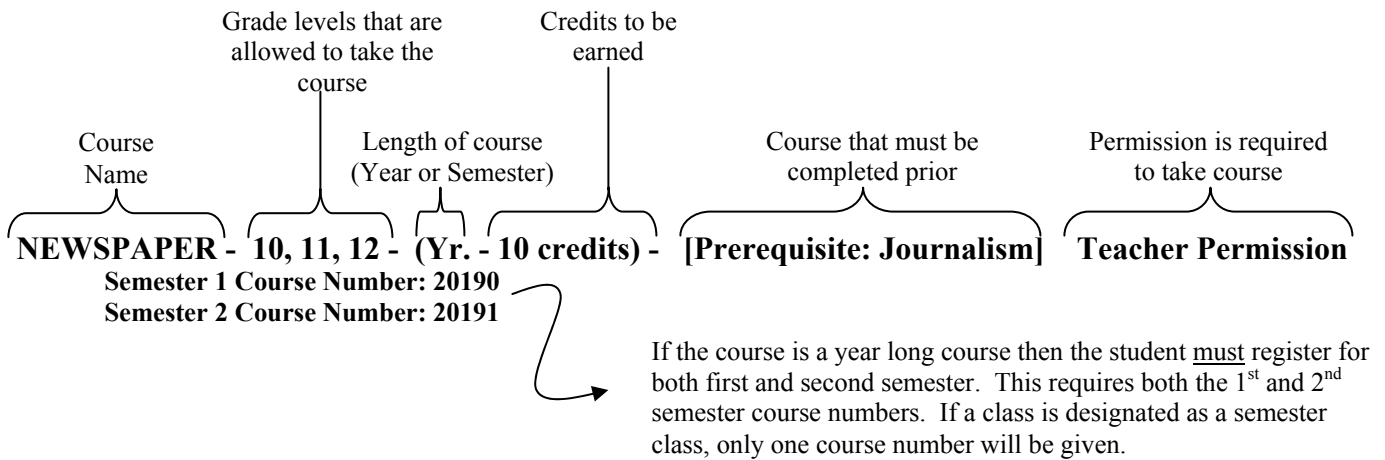 Grade levels that are
allowed to take the
course
Credits to be
earned
Course
Name
Length of course
(Year or Semester)
Course that must be
completed prior
Permission is required
to take course
NEWSPAPER - 10, 11, 12 - (Yr. - 10 credits) - [Prerequisite: Journalism] Teacher Permission
Semester 1 Course Number: 20190
Semester 2 Course Number: 20191
If the course is a year long course then the student must register for
both first and second semester. This requires both the 1st and 2nd
semester course numbers. If a class is designated as a semester
class, only one course number will be given.